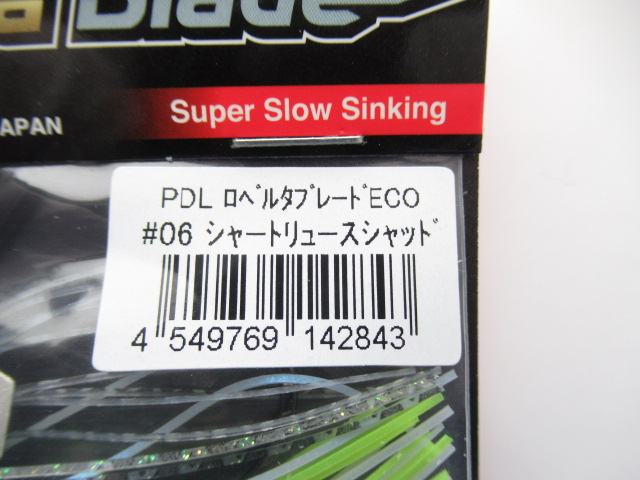 a Blade
JAPAN
Super Slow Sinking
PDL ﾛﾍﾞﾙﾀﾌﾞﾚｰﾄﾞECO
#06 ｼｬｰﾄﾘｭｰｽｼｬｯﾄﾞ
4 549769 142843